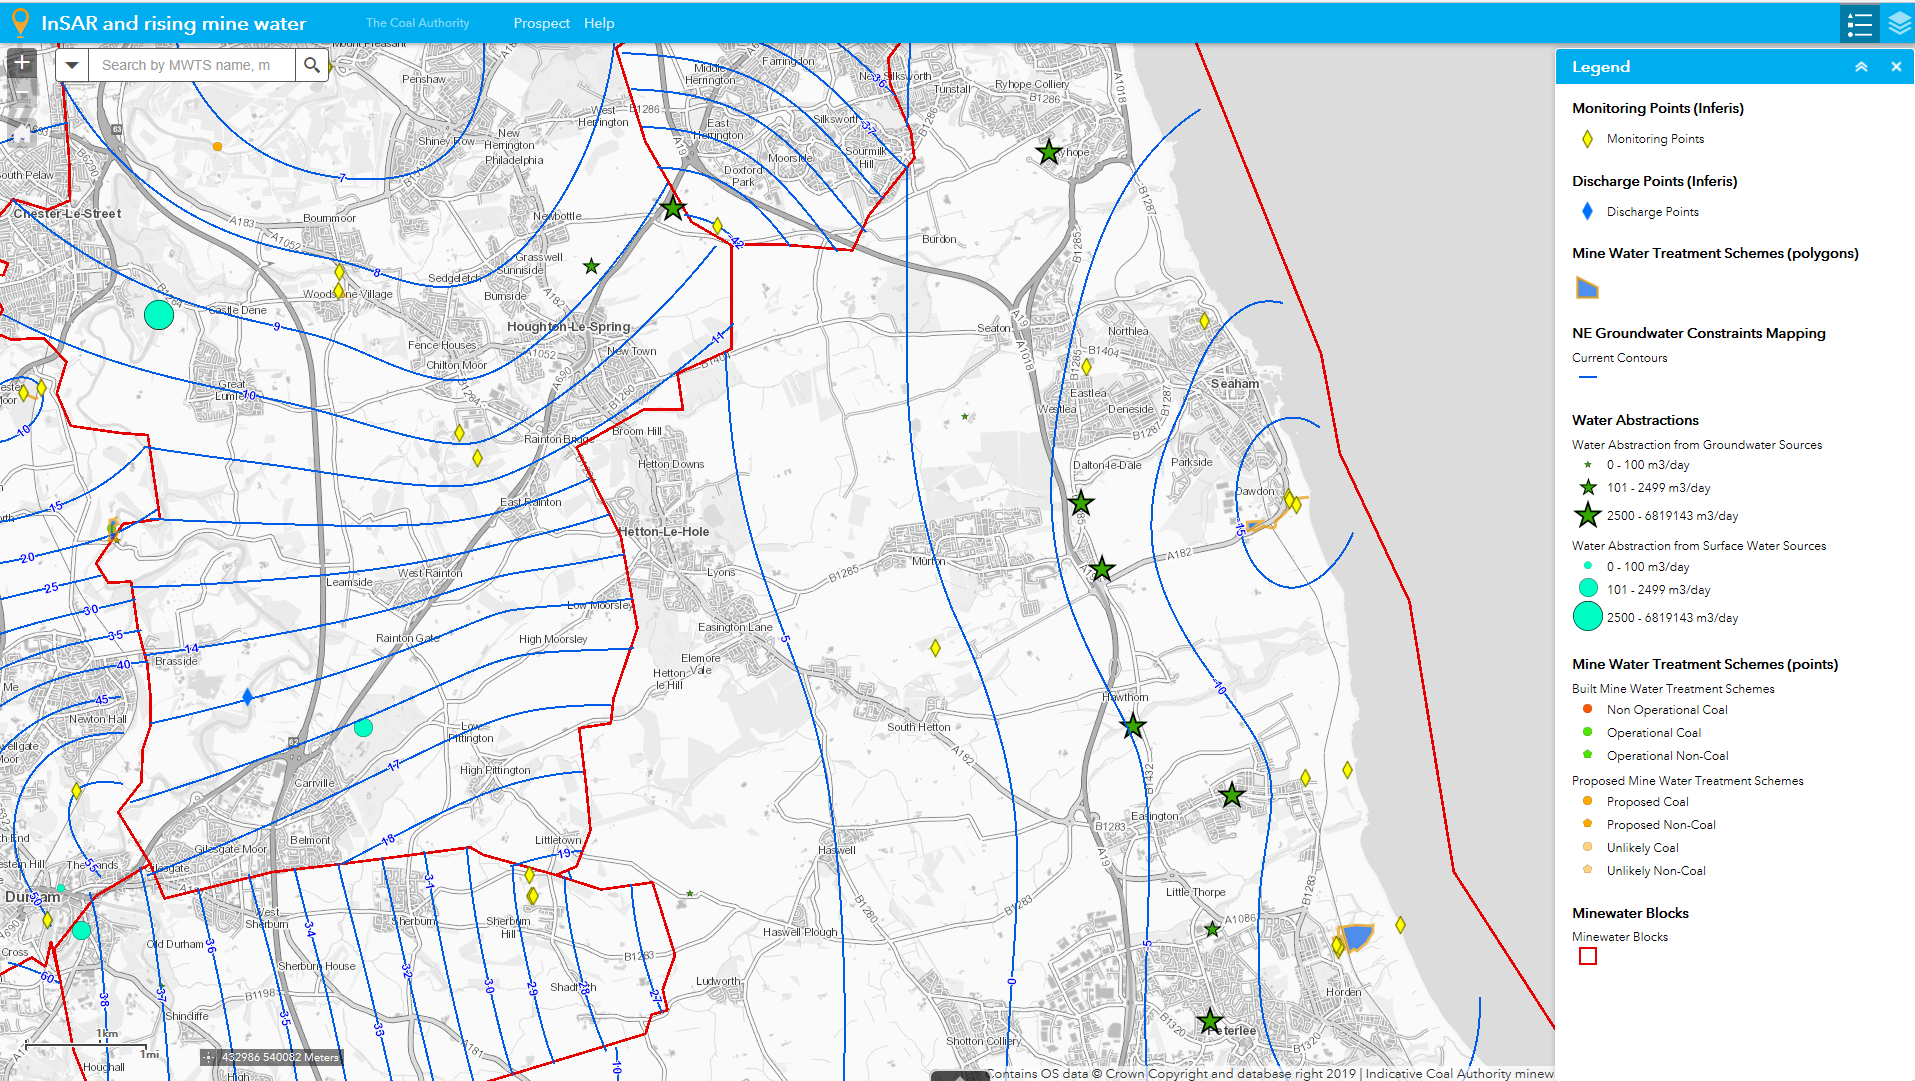 InSAR and rising mine water
The Coal Authority
Prospect
Help
Search by MWTS name, m
Legend
Monitoring Points (Inferis)
Monitoring Points
Discharge Points (Inferis)
Discharge Points
Mine Water Treatment Schemes (polygons)
NE Groundwater Constraints Mapping
Current Contours
Water Abstractions
Water Abstraction from Groundwater Sources
0 - 100 m3/day
101 - 2499 m3/day
2500 - 6819143 m3/day
Water Abstraction from Surface Water Sources
0 - 100 m3/day
101 - 2499 m3/day
2500 - 6819143 m3/day
Mine Water Treatment Schemes (points)
Built Mine Water Treatment Schemes
Non Operational Coal
Operational Coal
Operational Non-Coal
Proposed Mine Water Treatment Schemes
Proposed Coal
Proposed Non-Coal
Unlikely Coal
Unlikely Non-Coal
Minewater Blocks
Minewater Blocks
Penshaw
Middle
Herrington
Farringdon
Tunstall
Ryhope Colliery
B1286
A1018
West
Herrington
B1286
East
Herrington
Silksworth
Sourmilk
Hill
Moorside
Doxford
Park
Shiney Row
New
Herrington
Philadelphia
Chester-Le-Street
A183
A1052
Bournmoor
Newbottle
Burdon
Grasswell
Sunniside
Sedgeletch
Burnside
Woodstone Village
Castle Dene
Houghton-Le-Spring
Fence Houses
A1052
New Town
Chilton Moor
Great
Lumley
Seaton
Northlea
B1404
Seaham
Eastlea
Westlea
Deneside
B1287
Dalton-le-Dale
Parkside
Dawdon
Rainton Bridge
Broom Hill
Hetton Downs
East Rainton
Hetton-Le-Hole
Murton
A182
B1285
Lyons
Leamside
West Rainton
Low Moorsley
Easington Lane
Rainton Gate
High Moorsley
Elemore
Vale
Hetton
le Hill
Brasside
Newton Hall
Hawthorn
South Hetton
A182
Low
Pittington
High Pittington
Carrville
B1432
Easington
B1283
Haswell
Littletown
Belmont
Gilesgate Moor
Gilesgate
The Sands
Durham
Little Thorpe
A1086
B1283
West
Sherburn
Sherburn
Sherburn
Hill
Haswell Plough
B1280
B1283
B1283
Old Durham
Sherburn House
Ludworth
Horden
B1198
Shincliffe
A181
Peterlee
B1320
B1320
Shotton Colliery
Houghall
High
7
8
9
10
11
42
36
37
10
15
20
25
30
35
40
45
14
17
18
19
55
50
60
38
37
36
35
34
33
32
31
30
29
28
27
-10
-5
0
-5
-10
-15
1km
1mi
432986 540082 Meters
Contains OS data © Crown Copyright and database right 2019 | Indicative Coal Authority minew